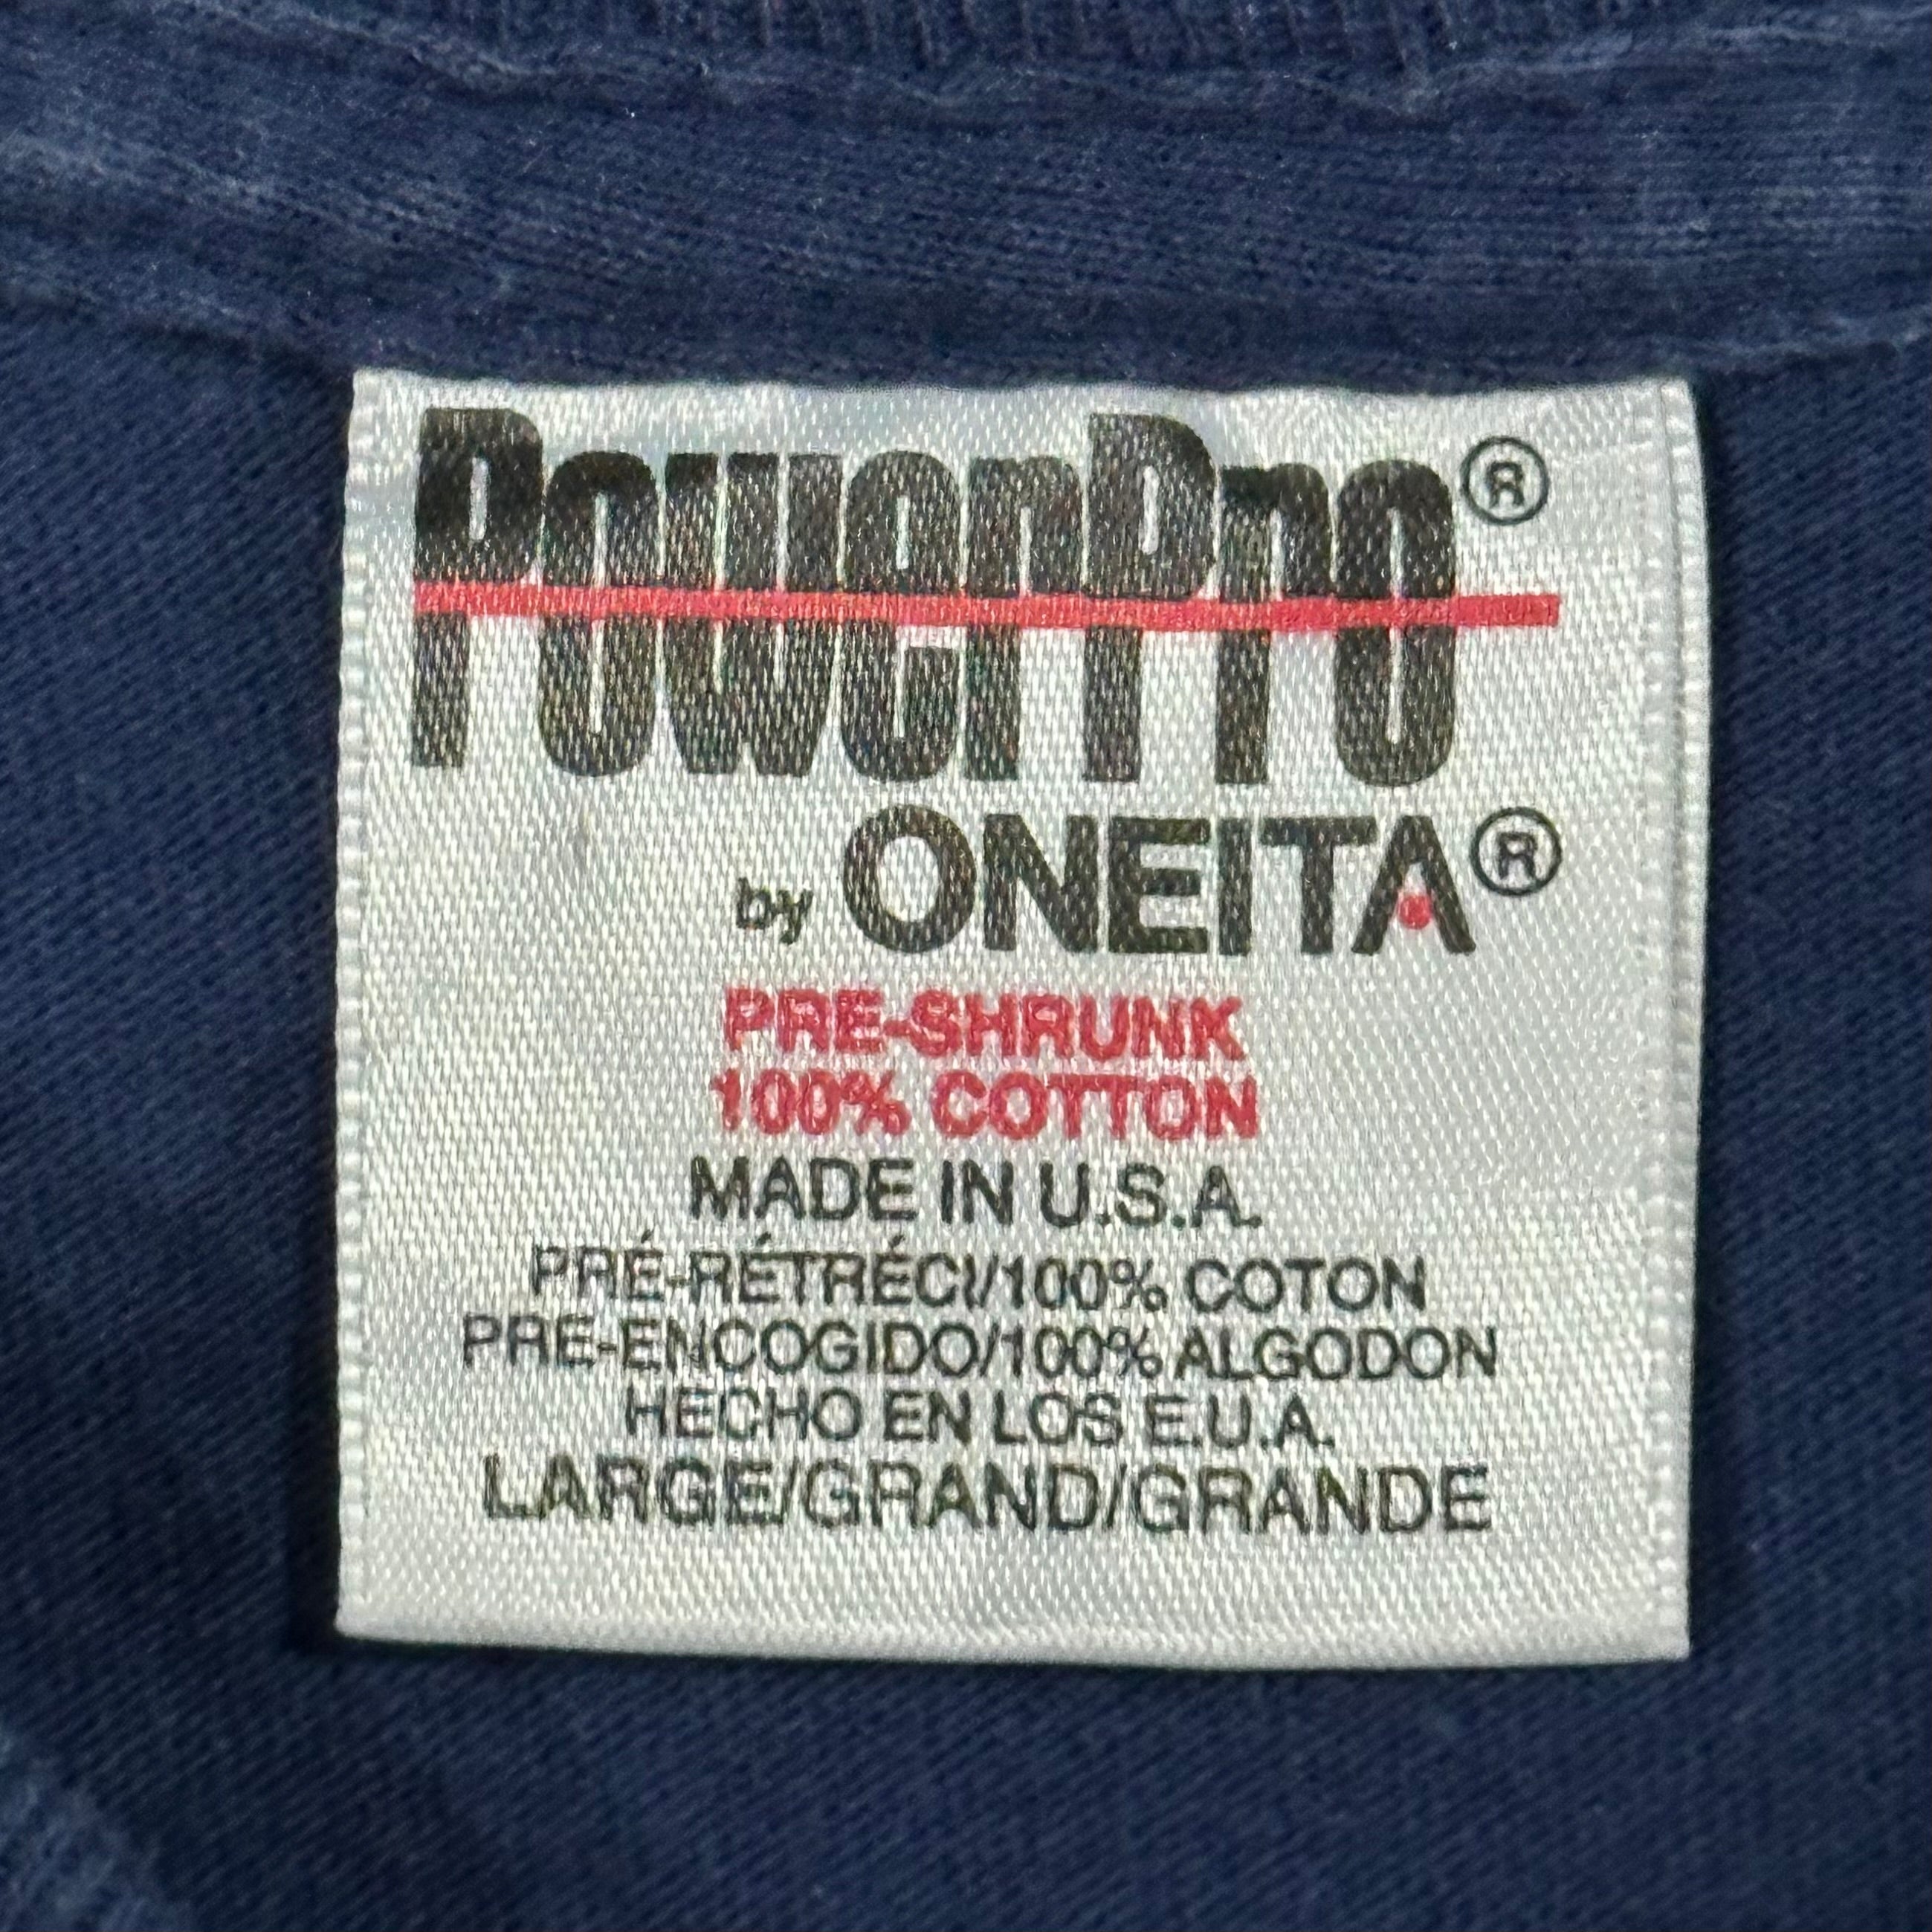 PowerPro®
by ONEITA®
PRE-SHRUNK
100% COTTON
MADE IN U.S.A.
PRÉ-RÉTRÉCI/100% COTON
PRE-ENCOGIDO/100% ALGODON
HECHO EN LOS E.U.A.
LARGE/GRAND/GRANDE